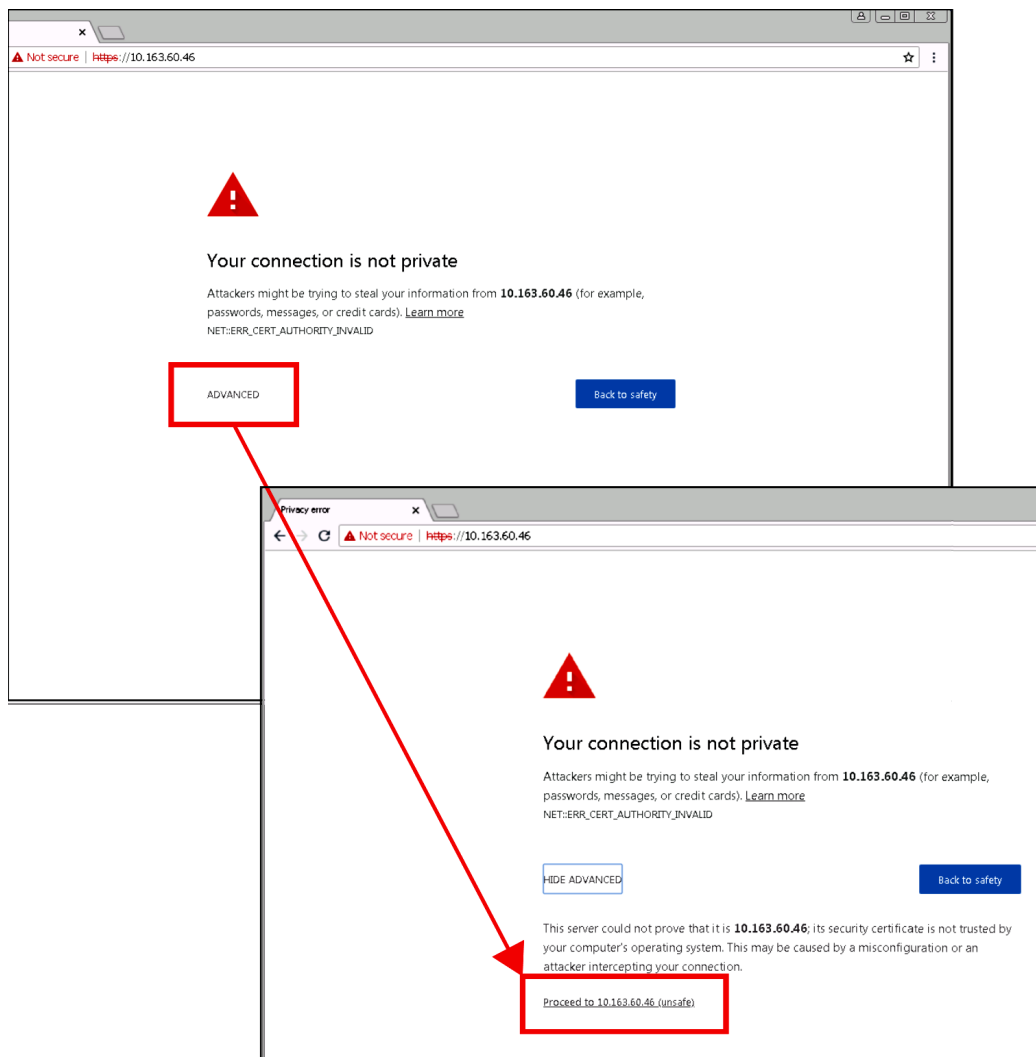 Not secure | https://10.163.60.46
Your connection is not private
Attackers might be trying to steal your information from 10.163.60.46 (for example,
passwords, messages, or credit cards). Learn more
NET::ERR_CERT_AUTHORITY_INVALID
ADVANCED
Back to safety
Privacy error
Not secure | https://10.163.60.46
Your connection is not private
Attackers might be trying to steal your information from 10.163.60.46 (for example,
passwords, messages, or credit cards). Learn more
NET::ERR_CERT_AUTHORITY_INVALID
HIDE ADVANCED
Back to safety
This server could not prove that it is 10.163.60.46; its security certificate is not trusted by
your computer's operating system. This may be caused by a misconfiguration or an
attacker intercepting your connection.
Proceed to 10.163.60.46 (unsafe)